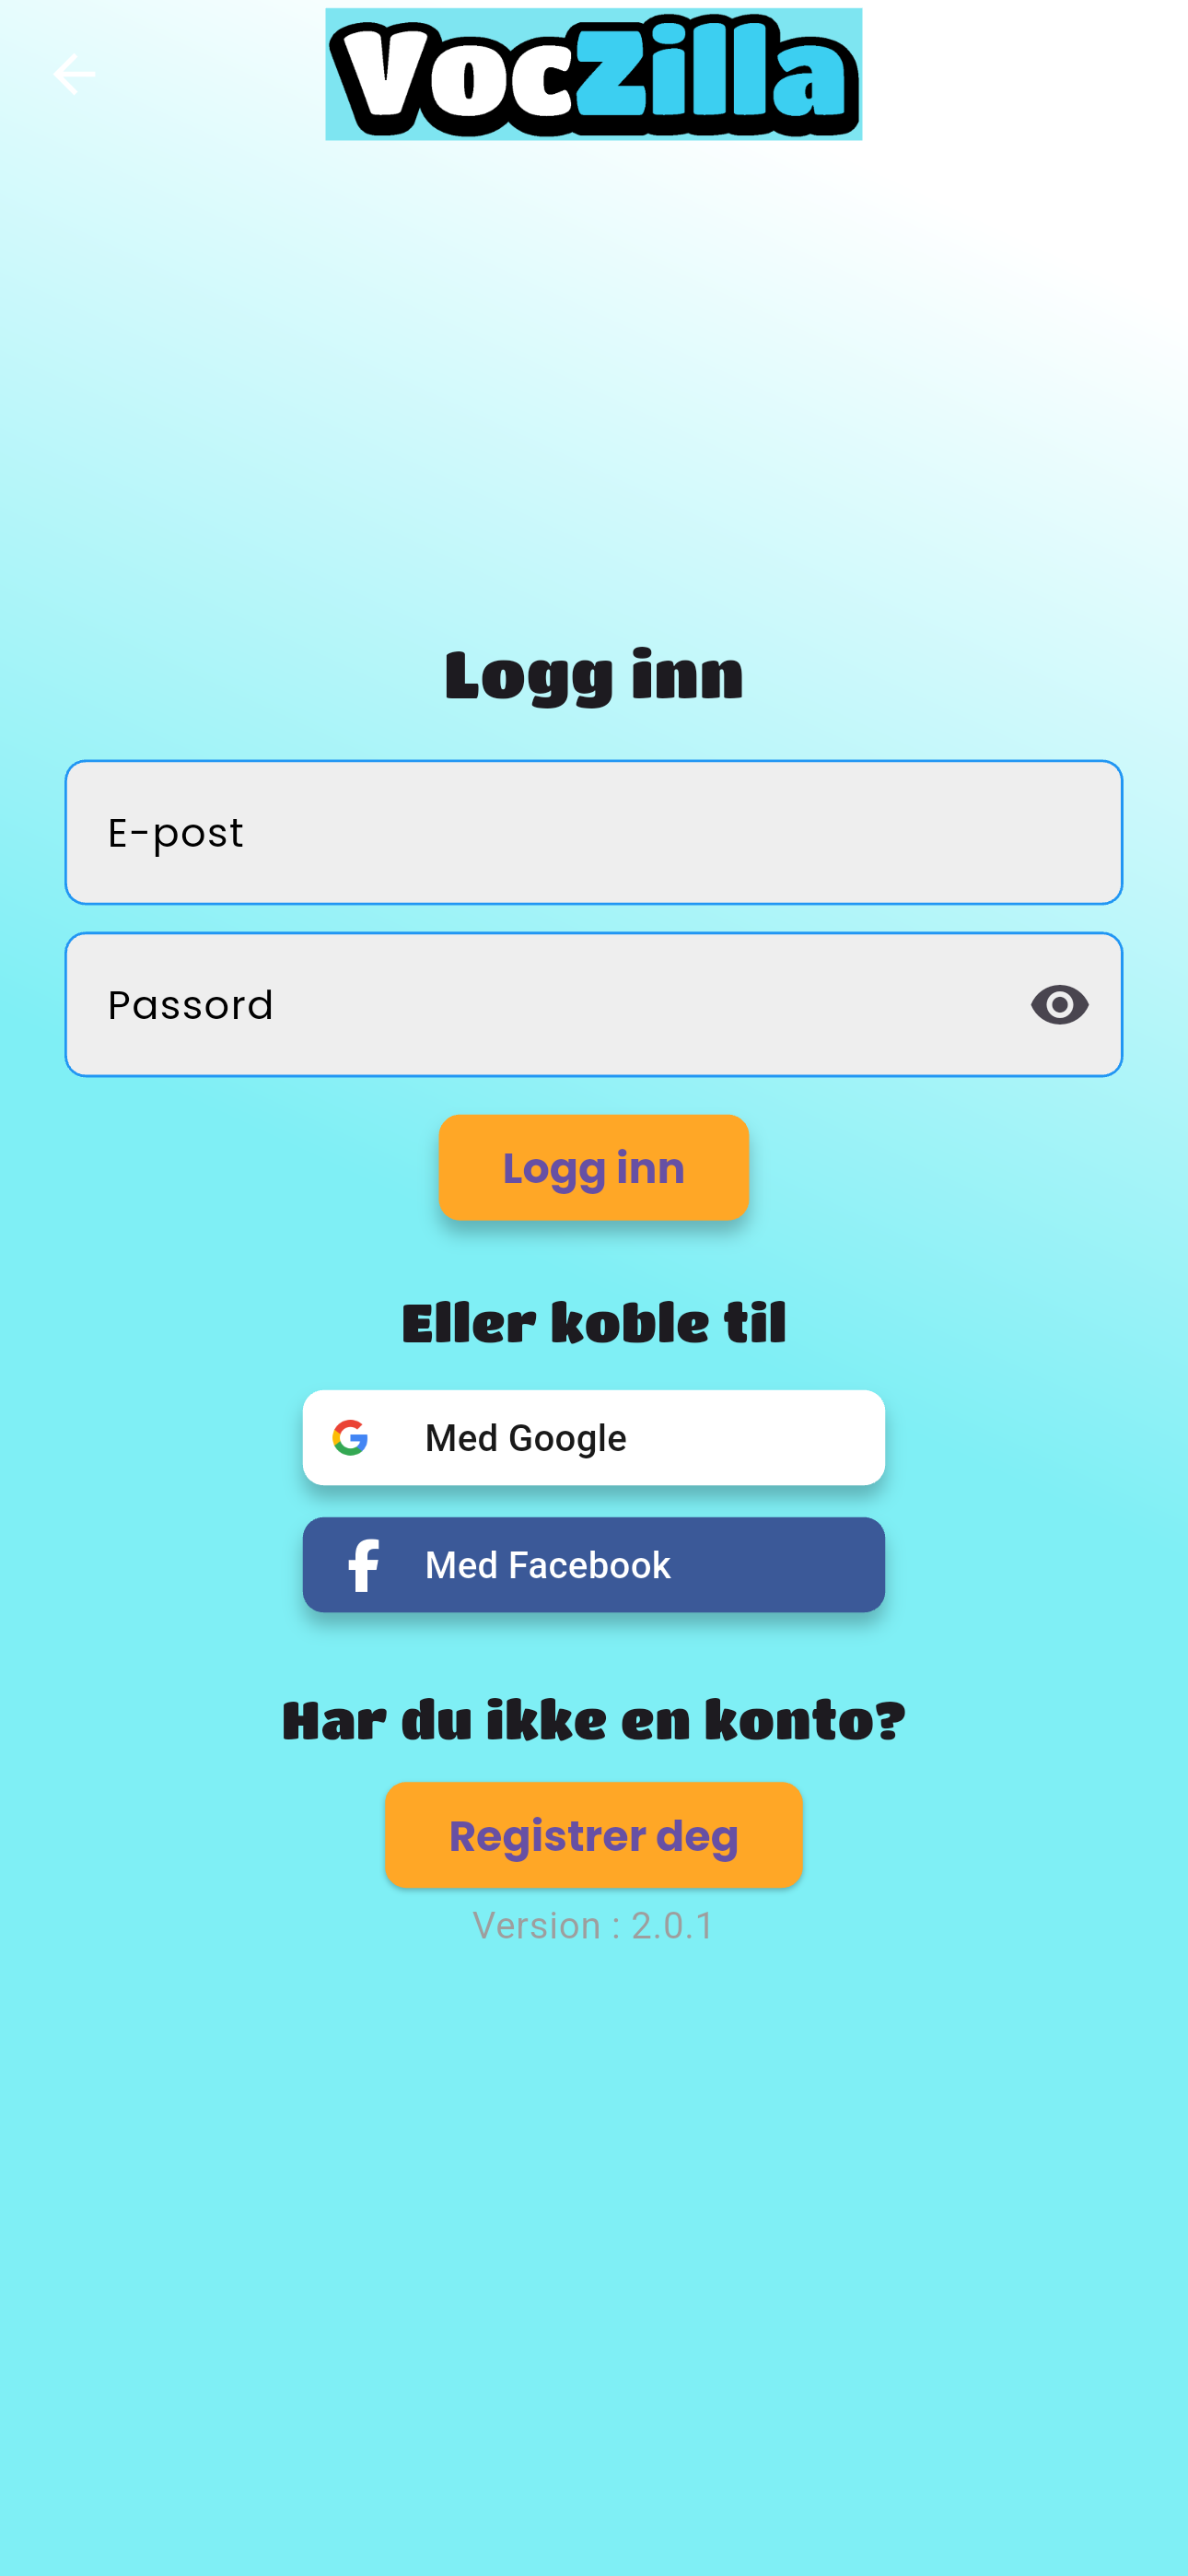 VocZilla
Logg inn
E-post
Passord
Logg inn
Eller koble til
Med Google
Med Facebook
Har du ikke en konto?
Registrer deg
Version : 2.0.1